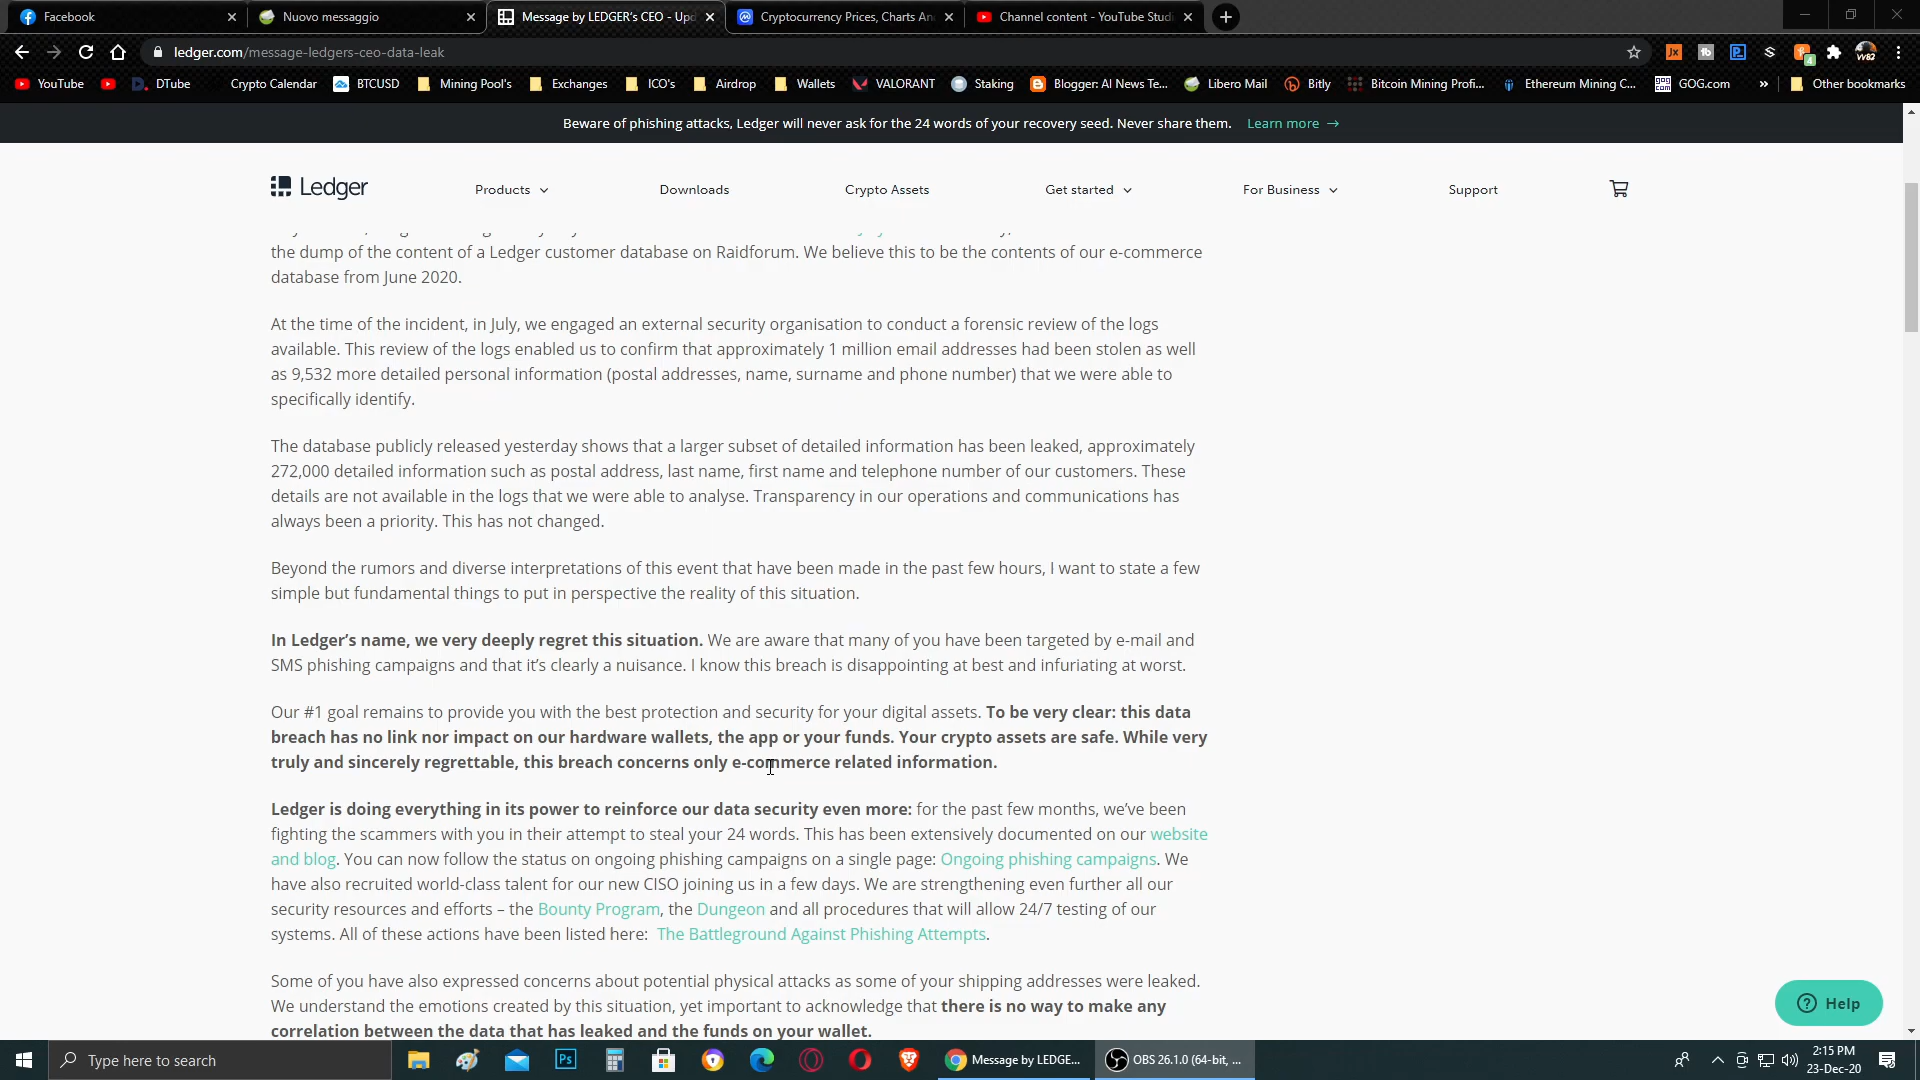 Facebook
Nuovo messaggio
Message by LEDGER's CEO - Upd
Cryptocurrency Prices, Charts An
Channel content - YouTube Studi
ledger.com/message-ledgers-ceo-data-leak
YouTube
DTube
Crypto Calendar
BTCUSD
Mining Pool's
Exchanges
ICO's
Airdrop
Wallets
VALORANT
Staking
Blogger: AI News Te...
Libero Mail
Bitly
Bitcoin Mining Profi...
Ethereum Mining C...
GOG.com
»
Other bookmarks
Beware of phishing attacks, Ledger will never ask for the 24 words of your recovery seed. Never share them. Learn more →
Ledger
Products
Downloads
Crypto Assets
Get started
For Business
Support
the dump of the content of a Ledger customer database on Raidforum. We believe this to be the contents of our e-commerce
database from June 2020.
At the time of the incident, in July, we engaged an external security organisation to conduct a forensic review of the logs
available. This review of the logs enabled us to confirm that approximately 1 million email addresses had been stolen as well
as 9,532 more detailed personal information (postal addresses, name, surname and phone number) that we were able to
specifically identify.
The database publicly released yesterday shows that a larger subset of detailed information has been leaked, approximately
272,000 detailed information such as postal address, last name, first name and telephone number of our customers. These
details are not available in the logs that we were able to analyse. Transparency in our operations and communications has
always been a priority. This has not changed.
Beyond the rumors and diverse interpretations of this event that have been made in the past few hours, I want to state a few
simple but fundamental things to put in perspective the reality of this situation.
In Ledger's name, we very deeply regret this situation. We are aware that many of you have been targeted by e-mail and
SMS phishing campaigns and that it's clearly a nuisance. I know this breach is disappointing at best and infuriating at worst.
Our #1 goal remains to provide you with the best protection and security for your digital assets. To be very clear: this data
breach has no link nor impact on our hardware wallets, the app or your funds. Your crypto assets are safe. While very
truly and sincerely regrettable, this breach concerns only e-commerce related information.
Ledger is doing everything in its power to reinforce our data security even more: for the past few months, we've been
fighting the scammers with you in their attempt to steal your 24 words. This has been extensively documented on our website
and blog. You can now follow the status on ongoing phishing campaigns on a single page: Ongoing phishing campaigns. We
have also recruited world-class talent for our new CISO joining us in a few days. We are strengthening even further all our
security resources and efforts – the Bounty Program, the Dungeon and all procedures that will allow 24/7 testing of our
systems. All of these actions have been listed here: The Battleground Against Phishing Attempts.
Some of you have also expressed concerns about potential physical attacks as some of your shipping addresses were leaked.
We understand the emotions created by this situation, yet important to acknowledge that there is no way to make any
correlation between the data that has leaked and the funds on your wallet.
Help
Type here to search
Ps
Message by LEDGE...
OBS 26.1.0 (64-bit, ...
2:15 PM
23-Dec-20